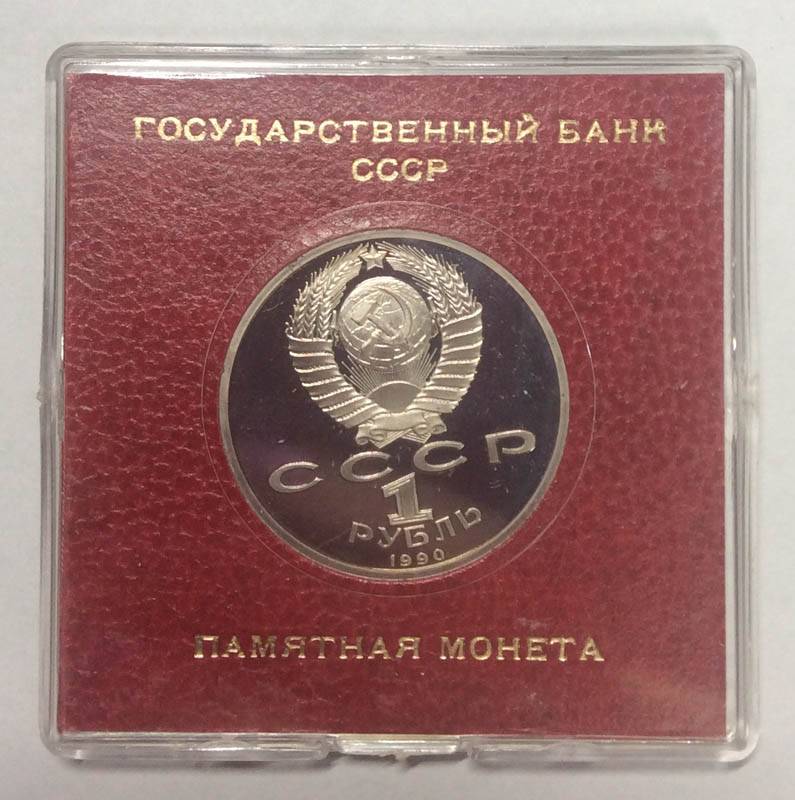 ГОСУДАРСТВЕННЫЙ БАНК
СССР
СССР
1
РУБЛЬ
1990
ПАМЯТНАЯ МОНЕТА